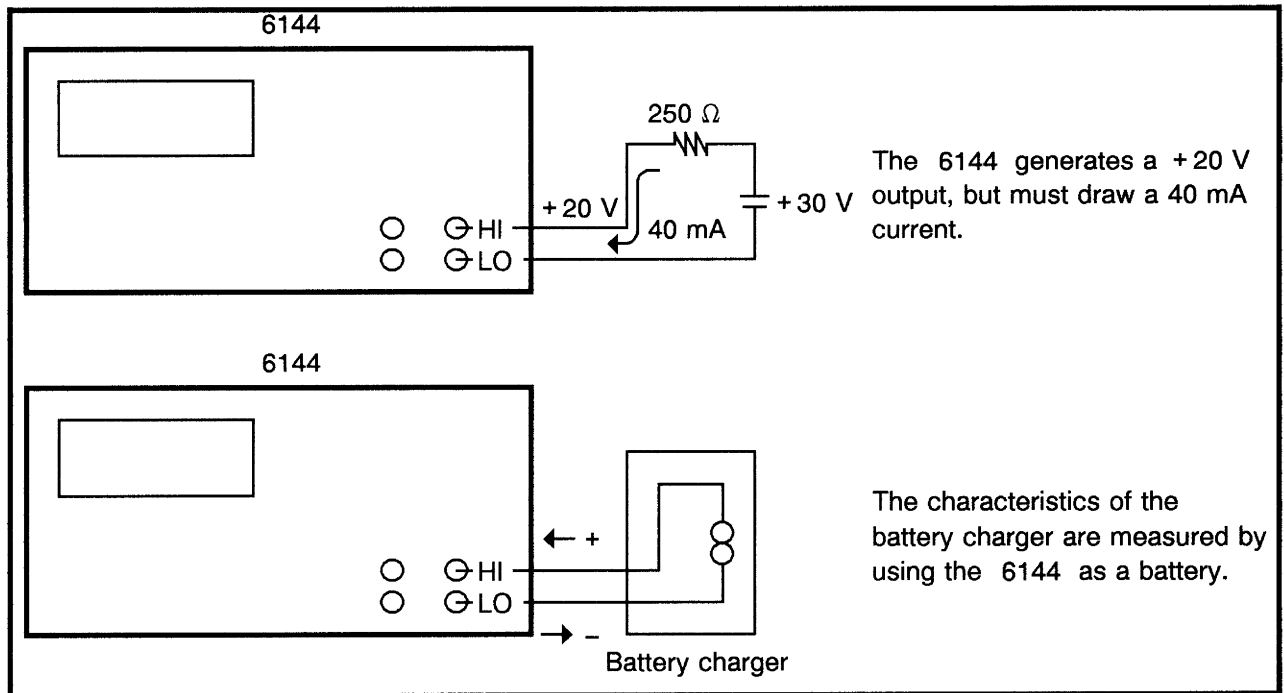 6144
250 Ω
+20 V
HI
40 mA
LO
+30 V
The 6144 generates a +20 V
output, but must draw a 40 mA
current.
6144
+
HI
LO
−
Battery charger
The characteristics of the
battery charger are measured by
using the 6144 as a battery.